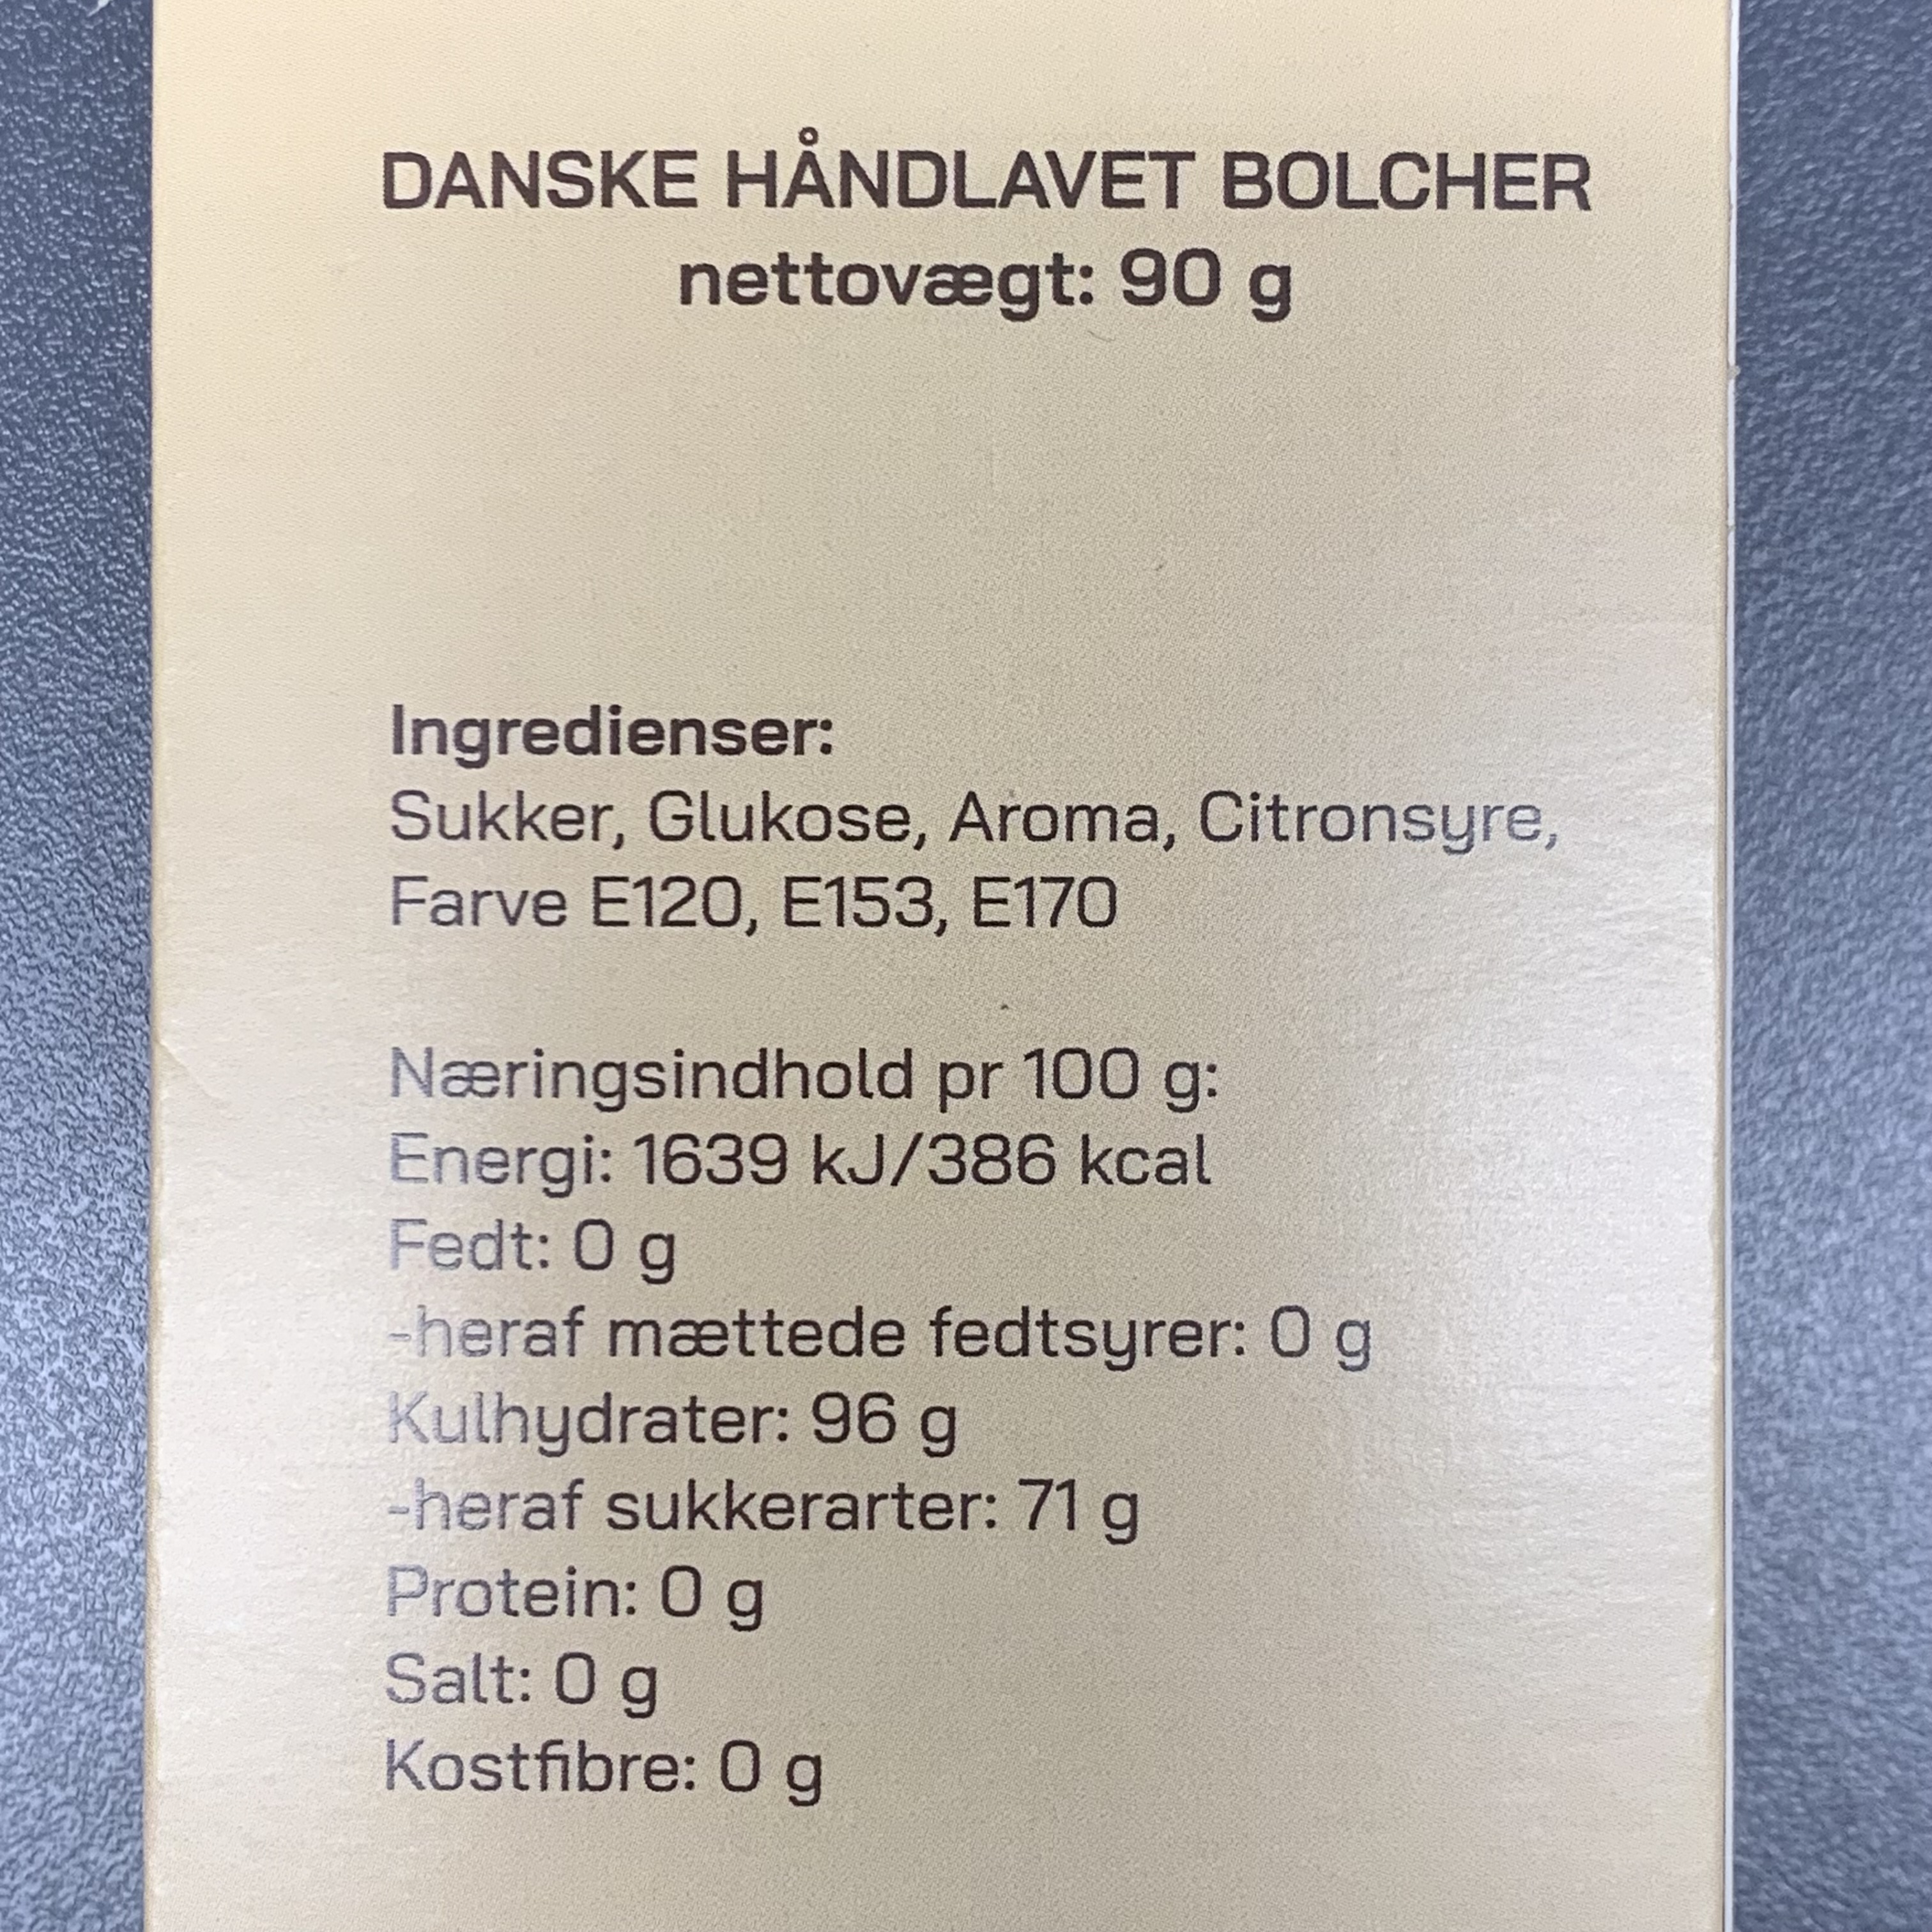 DANSKE HÅNDLAVET BOLCHER
nettovægt: 90 g
Ingredienser:
Sukker, Glukose, Aroma, Citronsyre,
Farve E120, E153, E170
Næringsindhold pr 100 g:
Energi: 1639 kJ/386 kcal
Fedt: 0 g
-heraf mættede fedtsyrer: 0 g
Kulhydrater: 96 g
-heraf sukkerarter: 71 g
Protein: 0 g
Salt: 0 g
Kostfibre: 0 g